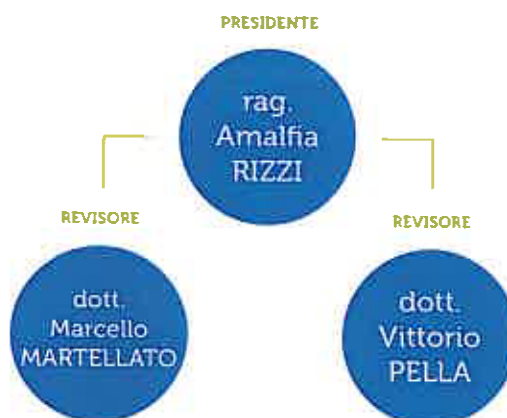 PRESIDENTE
rag.
Amalfia
RIZZI
REVISORE
dott.
Marcello
MARTELLATO
REVISORE
dott.
Vittorio
PELLA